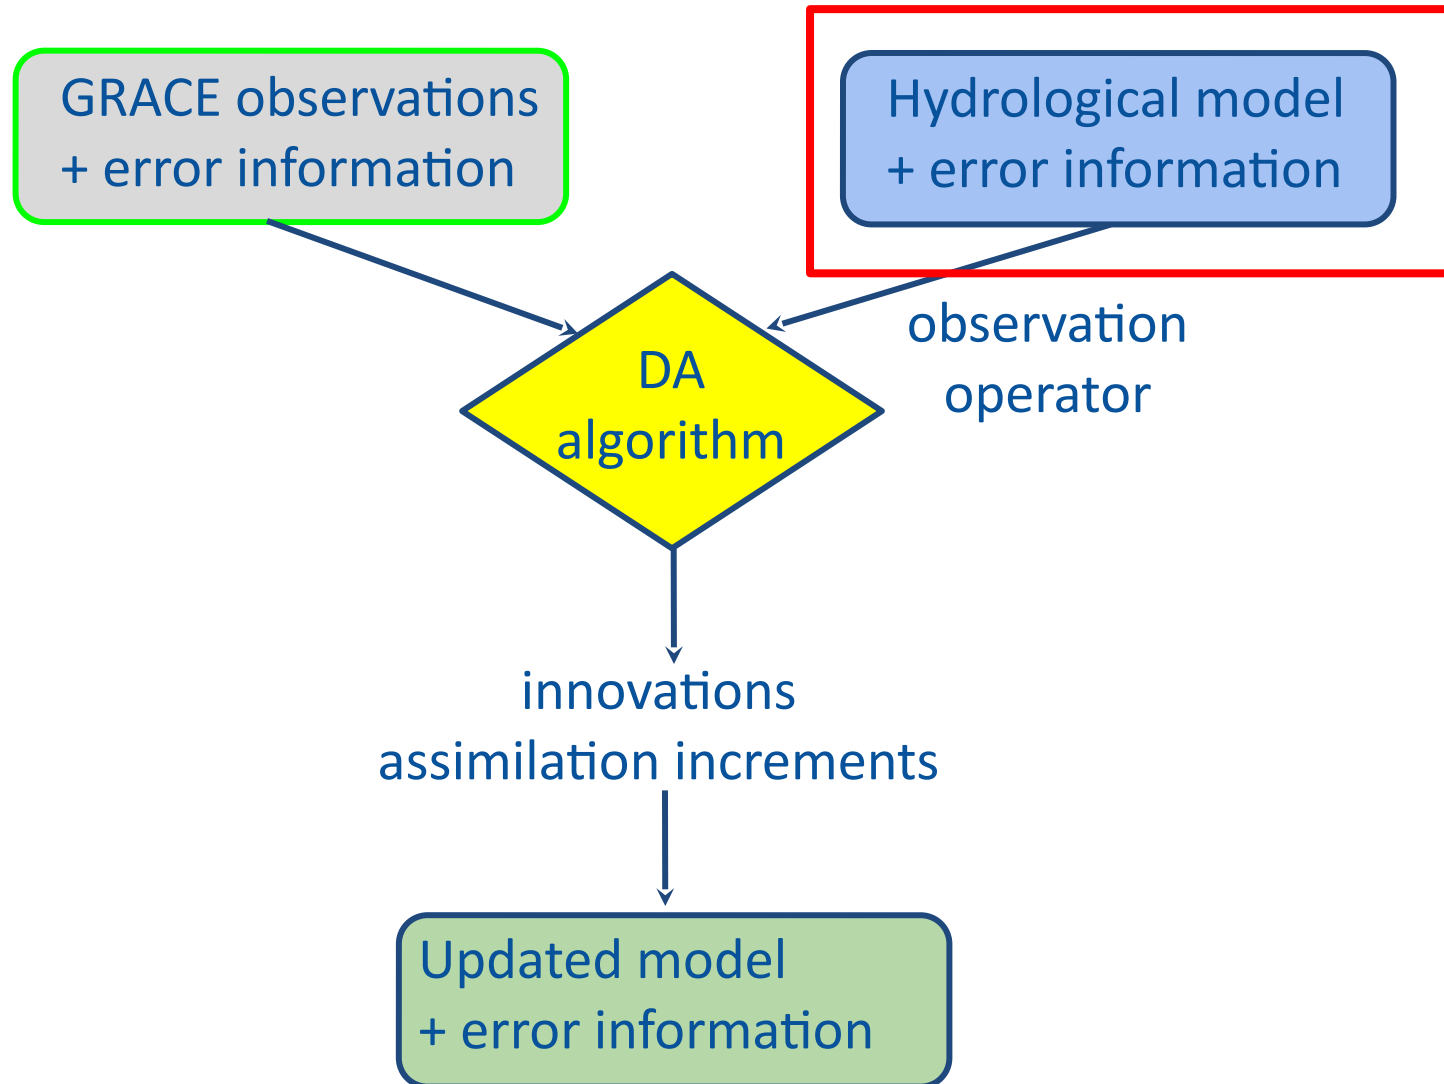 GRACE observations
+ error information
Hydrological model
+ error information
observation
operator
DA
algorithm
innovations
assimilation increments
Updated model
+ error information